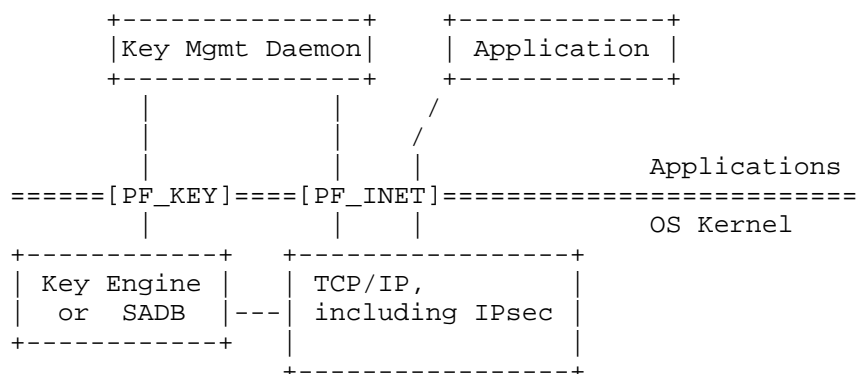 Key Mgmt Daemon Application
Applications
[PF_KEY] [PF_INET]
OS Kernel
Key Engine TCP/IP,
or SADB including IPsec